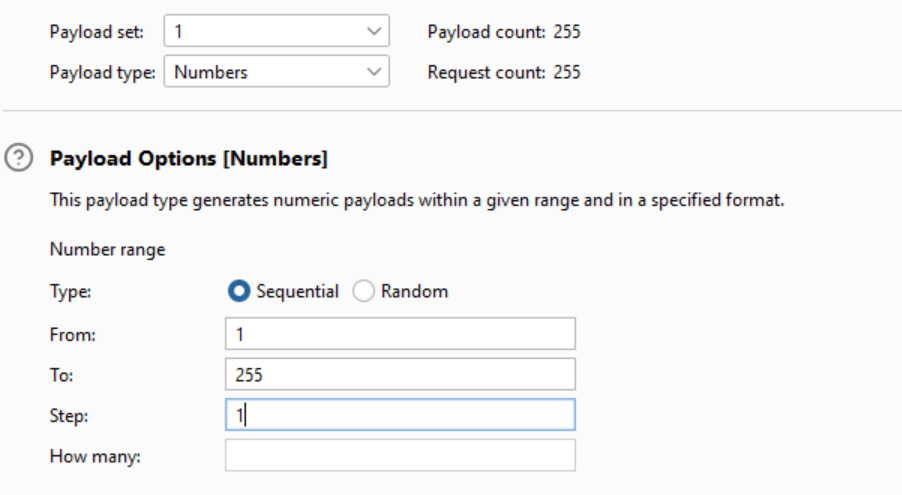 Payload set: 1 Payload count: 255
Payload type: Numbers Request count: 255
? Payload Options [Numbers]
This payload type generates numeric payloads within a given range and in a specified format.
Number range
Type: Sequential Random
From: 1
To: 255
Step: 1
How many: